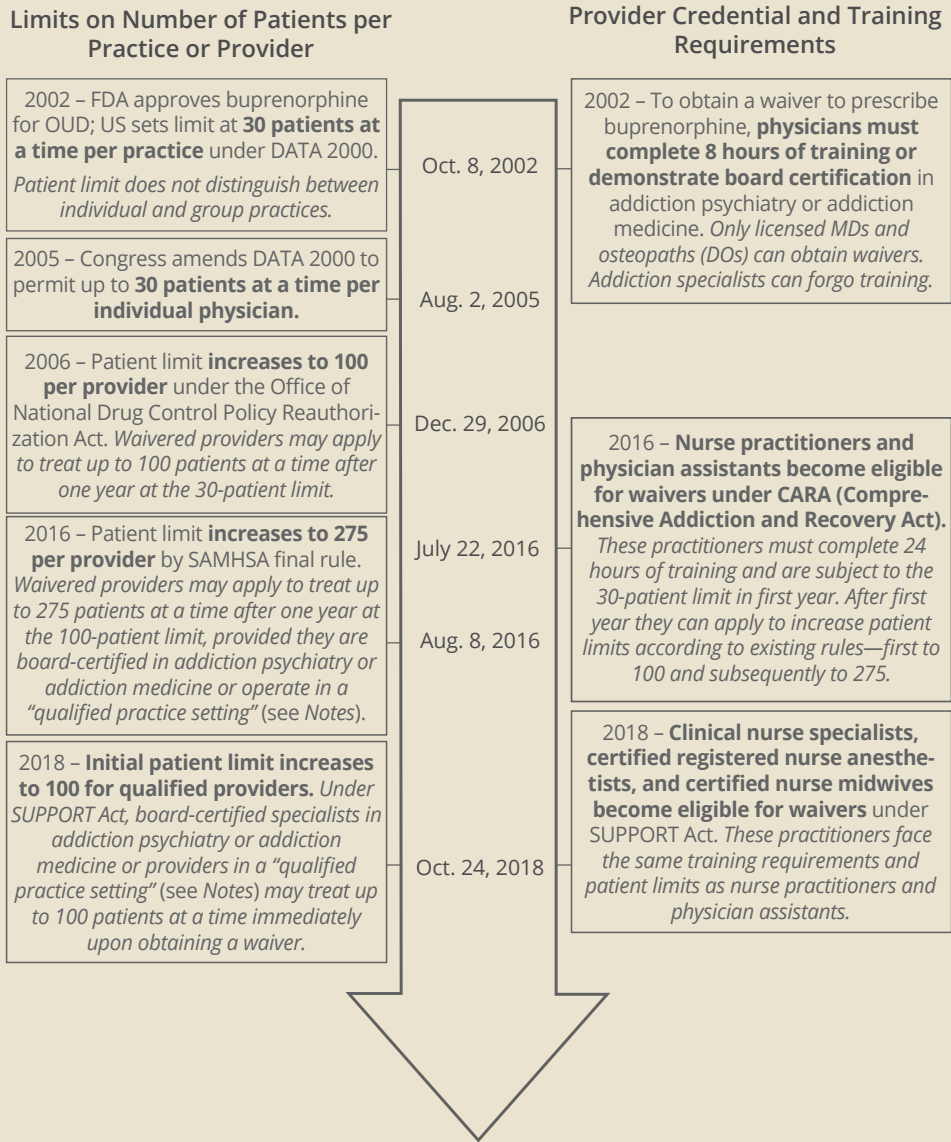 Limits on Number of Patients per
Practice or Provider
2002 – FDA approves buprenorphine
for OUD; US sets limit at 30 patients at
a time per practice under DATA 2000.
Patient limit does not distinguish between
individual and group practices.
2005 – Congress amends DATA 2000 to
permit up to 30 patients at a time per
individual physician.
2006 – Patient limit increases to 100
per provider under the Office of
National Drug Control Policy Reauthori-
zation Act. Waivered providers may apply
to treat up to 100 patients at a time after
one year at the 30-patient limit.
2016 – Patient limit increases to 275
per provider by SAMHSA final rule.
Waivered providers may apply to treat up
to 275 patients at a time after one year at
the 100-patient limit, provided they are
board-certified in addiction psychiatry or
addiction medicine or operate in a
“qualified practice setting” (see Notes).
2018 – Initial patient limit increases
to 100 for qualified providers. Under
SUPPORT Act, board-certified specialists in
addiction psychiatry or addiction
medicine or providers in a “qualified
practice setting” (see Notes) may treat up
to 100 patients at a time immediately
upon obtaining a waiver.
Oct. 8, 2002
Aug. 2, 2005
Dec. 29, 2006
July 22, 2016
Aug. 8, 2016
Oct. 24, 2018
Provider Credential and Training
Requirements
2002 – To obtain a waiver to prescribe
buprenorphine, physicians must
complete 8 hours of training or
demonstrate board certification in
addiction psychiatry or addiction
medicine. Only licensed MDs and
osteopaths (DOs) can obtain waivers.
Addiction specialists can forgo training.
2016 – Nurse practitioners and
physician assistants become eligible
for waivers under CARA (Compre-
hensive Addiction and Recovery Act).
These practitioners must complete 24
hours of training and are subject to the
30-patient limit in first year. After first
year they can apply to increase patient
limits according to existing rules—first to
100 and subsequently to 275.
2018 – Clinical nurse specialists,
certified registered nurse anesthe-
tists, and certified nurse midwives
become eligible for waivers under
SUPPORT Act. These practitioners face
the same training requirements and
patient limits as nurse practitioners and
physician assistants.